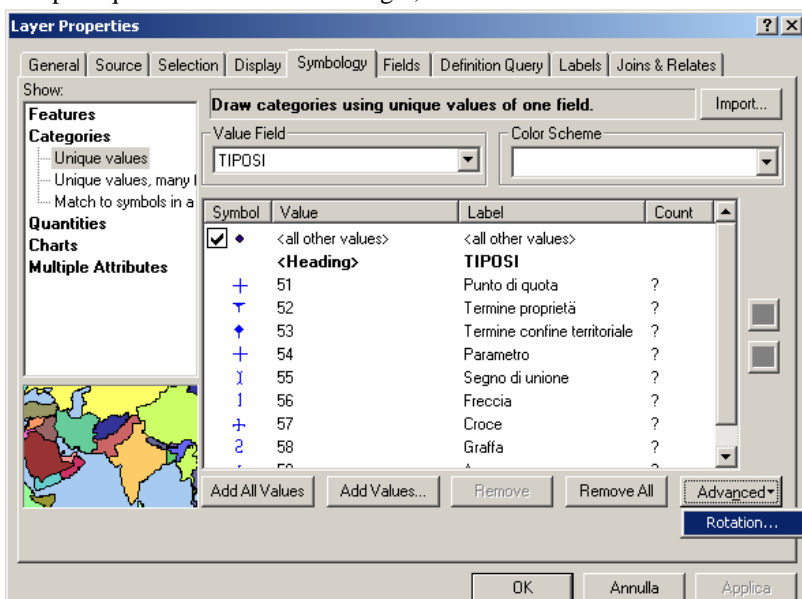 Layer Properties
General Source Selection Display Symbology Fields Definition Query Labels Joins & Relates
Show:
Features
Categories
Unique values
Unique values, many
Match to symbols in a
Quantities
Charts
Multiple Attributes
Draw categories using unique values of one field.
Import...
Value Field
TIPOSI
Color Scheme
Symbol Value Label Count
<all other values> <all other values>
<Heading> TIPOSI
51 Punto di quota ?
52 Termine proprietä ?
53 Termine confine territoriale ?
54 Parametro ?
55 Segno di unione ?
56 Freccia ?
57 Croce ?
58 Graffa ?
Add All Values Add Values... Remove Remove All Advanced
Rotation...
OK Annulla Applica